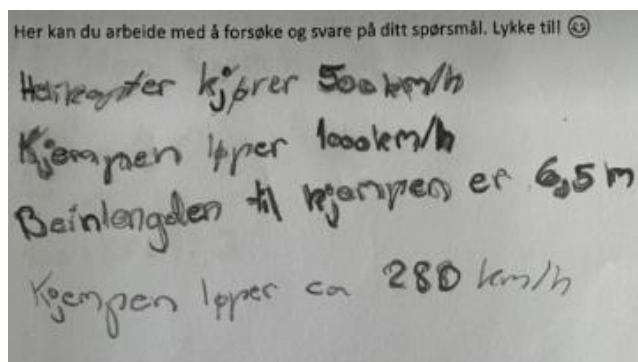 Her kan du arbeide med å forsøke og svare på ditt spørsmål. Lykke till ☺
Helikopter kjører 500 km/h
Kjempen løper 1000 km/h
Beinlengden til kjempen er 6,5 m
Kjempen løper ca 280 km/h